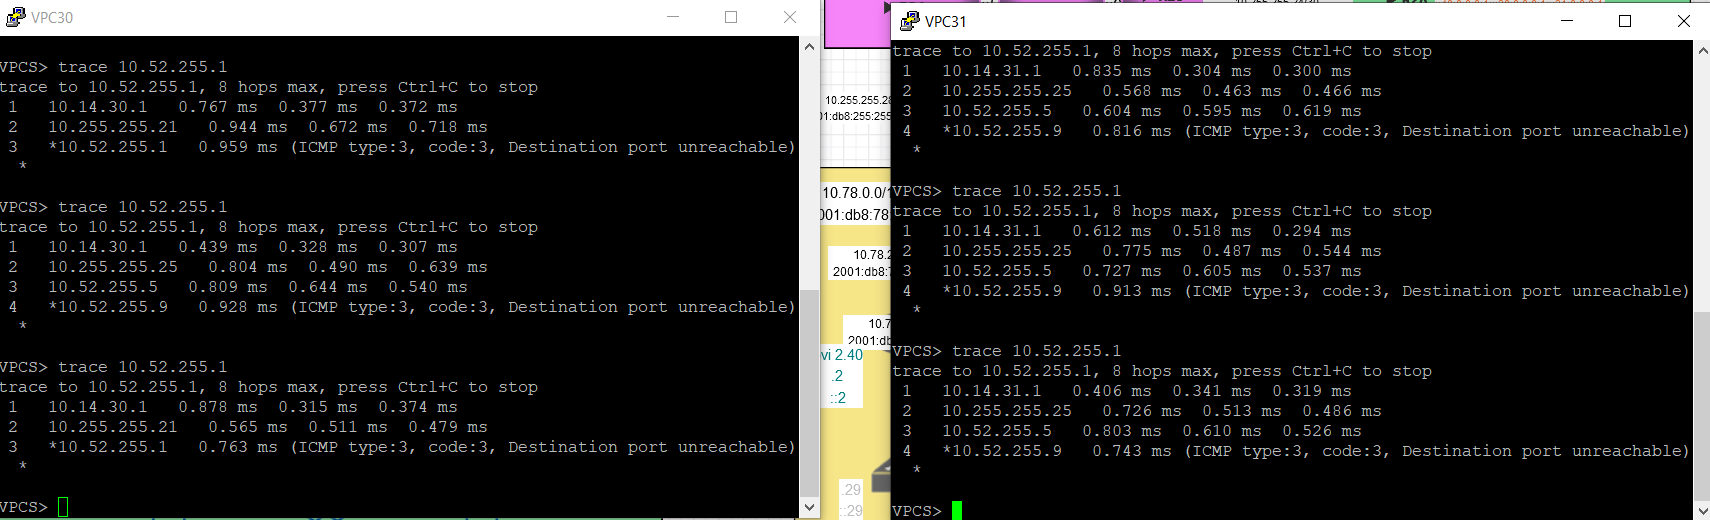 VPC30
VPCS> trace 10.52.255.1
trace to 10.52.255.1, 8 hops max, press Ctrl+C to stop
1 10.14.30.1 0.767 ms 0.377 ms 0.372 ms
2 10.255.255.21 0.944 ms 0.672 ms 0.718 ms
3 *10.52.255.1 0.959 ms (ICMP type:3, code:3, Destination port unreachable)
*
VPCS> trace 10.52.255.1
trace to 10.52.255.1, 8 hops max, press Ctrl+C to stop
1 10.14.30.1 0.439 ms 0.328 ms 0.307 ms
2 10.255.255.25 0.804 ms 0.490 ms 0.639 ms
3 10.52.255.5 0.809 ms 0.644 ms 0.540 ms
4 *10.52.255.9 0.928 ms (ICMP type:3, code:3, Destination port unreachable)
*
VPCS> trace 10.52.255.1
trace to 10.52.255.1, 8 hops max, press Ctrl+C to stop
1 10.14.30.1 0.878 ms 0.315 ms 0.374 ms
2 10.255.255.21 0.565 ms 0.511 ms 0.479 ms
3 *10.52.255.1 0.763 ms (ICMP type:3, code:3, Destination port unreachable)
*
VPCS>
10.255.255.28
01:db8:255:255
10.78.0.0/1
001:db8:78
10.78.2
2001:db8:7
10.7
2001:db
vi 2.40
.2
::2
.29
::29
VPC31
trace to 10.52.255.1, 8 hops max, press Ctrl+C to stop
1 10.14.31.1 0.835 ms 0.304 ms 0.300 ms
2 10.255.255.25 0.568 ms 0.463 ms 0.466 ms
3 10.52.255.5 0.604 ms 0.595 ms 0.619 ms
4 *10.52.255.9 0.816 ms (ICMP type:3, code:3, Destination port unreachable)
*
VPCS> trace 10.52.255.1
trace to 10.52.255.1, 8 hops max, press Ctrl+C to stop
1 10.14.31.1 0.612 ms 0.518 ms 0.294 ms
2 10.255.255.25 0.775 ms 0.487 ms 0.544 ms
3 10.52.255.5 0.727 ms 0.605 ms 0.537 ms
4 *10.52.255.9 0.913 ms (ICMP type:3, code:3, Destination port unreachable)
*
VPCS> trace 10.52.255.1
trace to 10.52.255.1, 8 hops max, press Ctrl+C to stop
1 10.14.31.1 0.406 ms 0.341 ms 0.319 ms
2 10.255.255.25 0.726 ms 0.513 ms 0.486 ms
3 10.52.255.5 0.803 ms 0.610 ms 0.526 ms
4 *10.52.255.9 0.743 ms (ICMP type:3, code:3, Destination port unreachable)
*
VPCS>